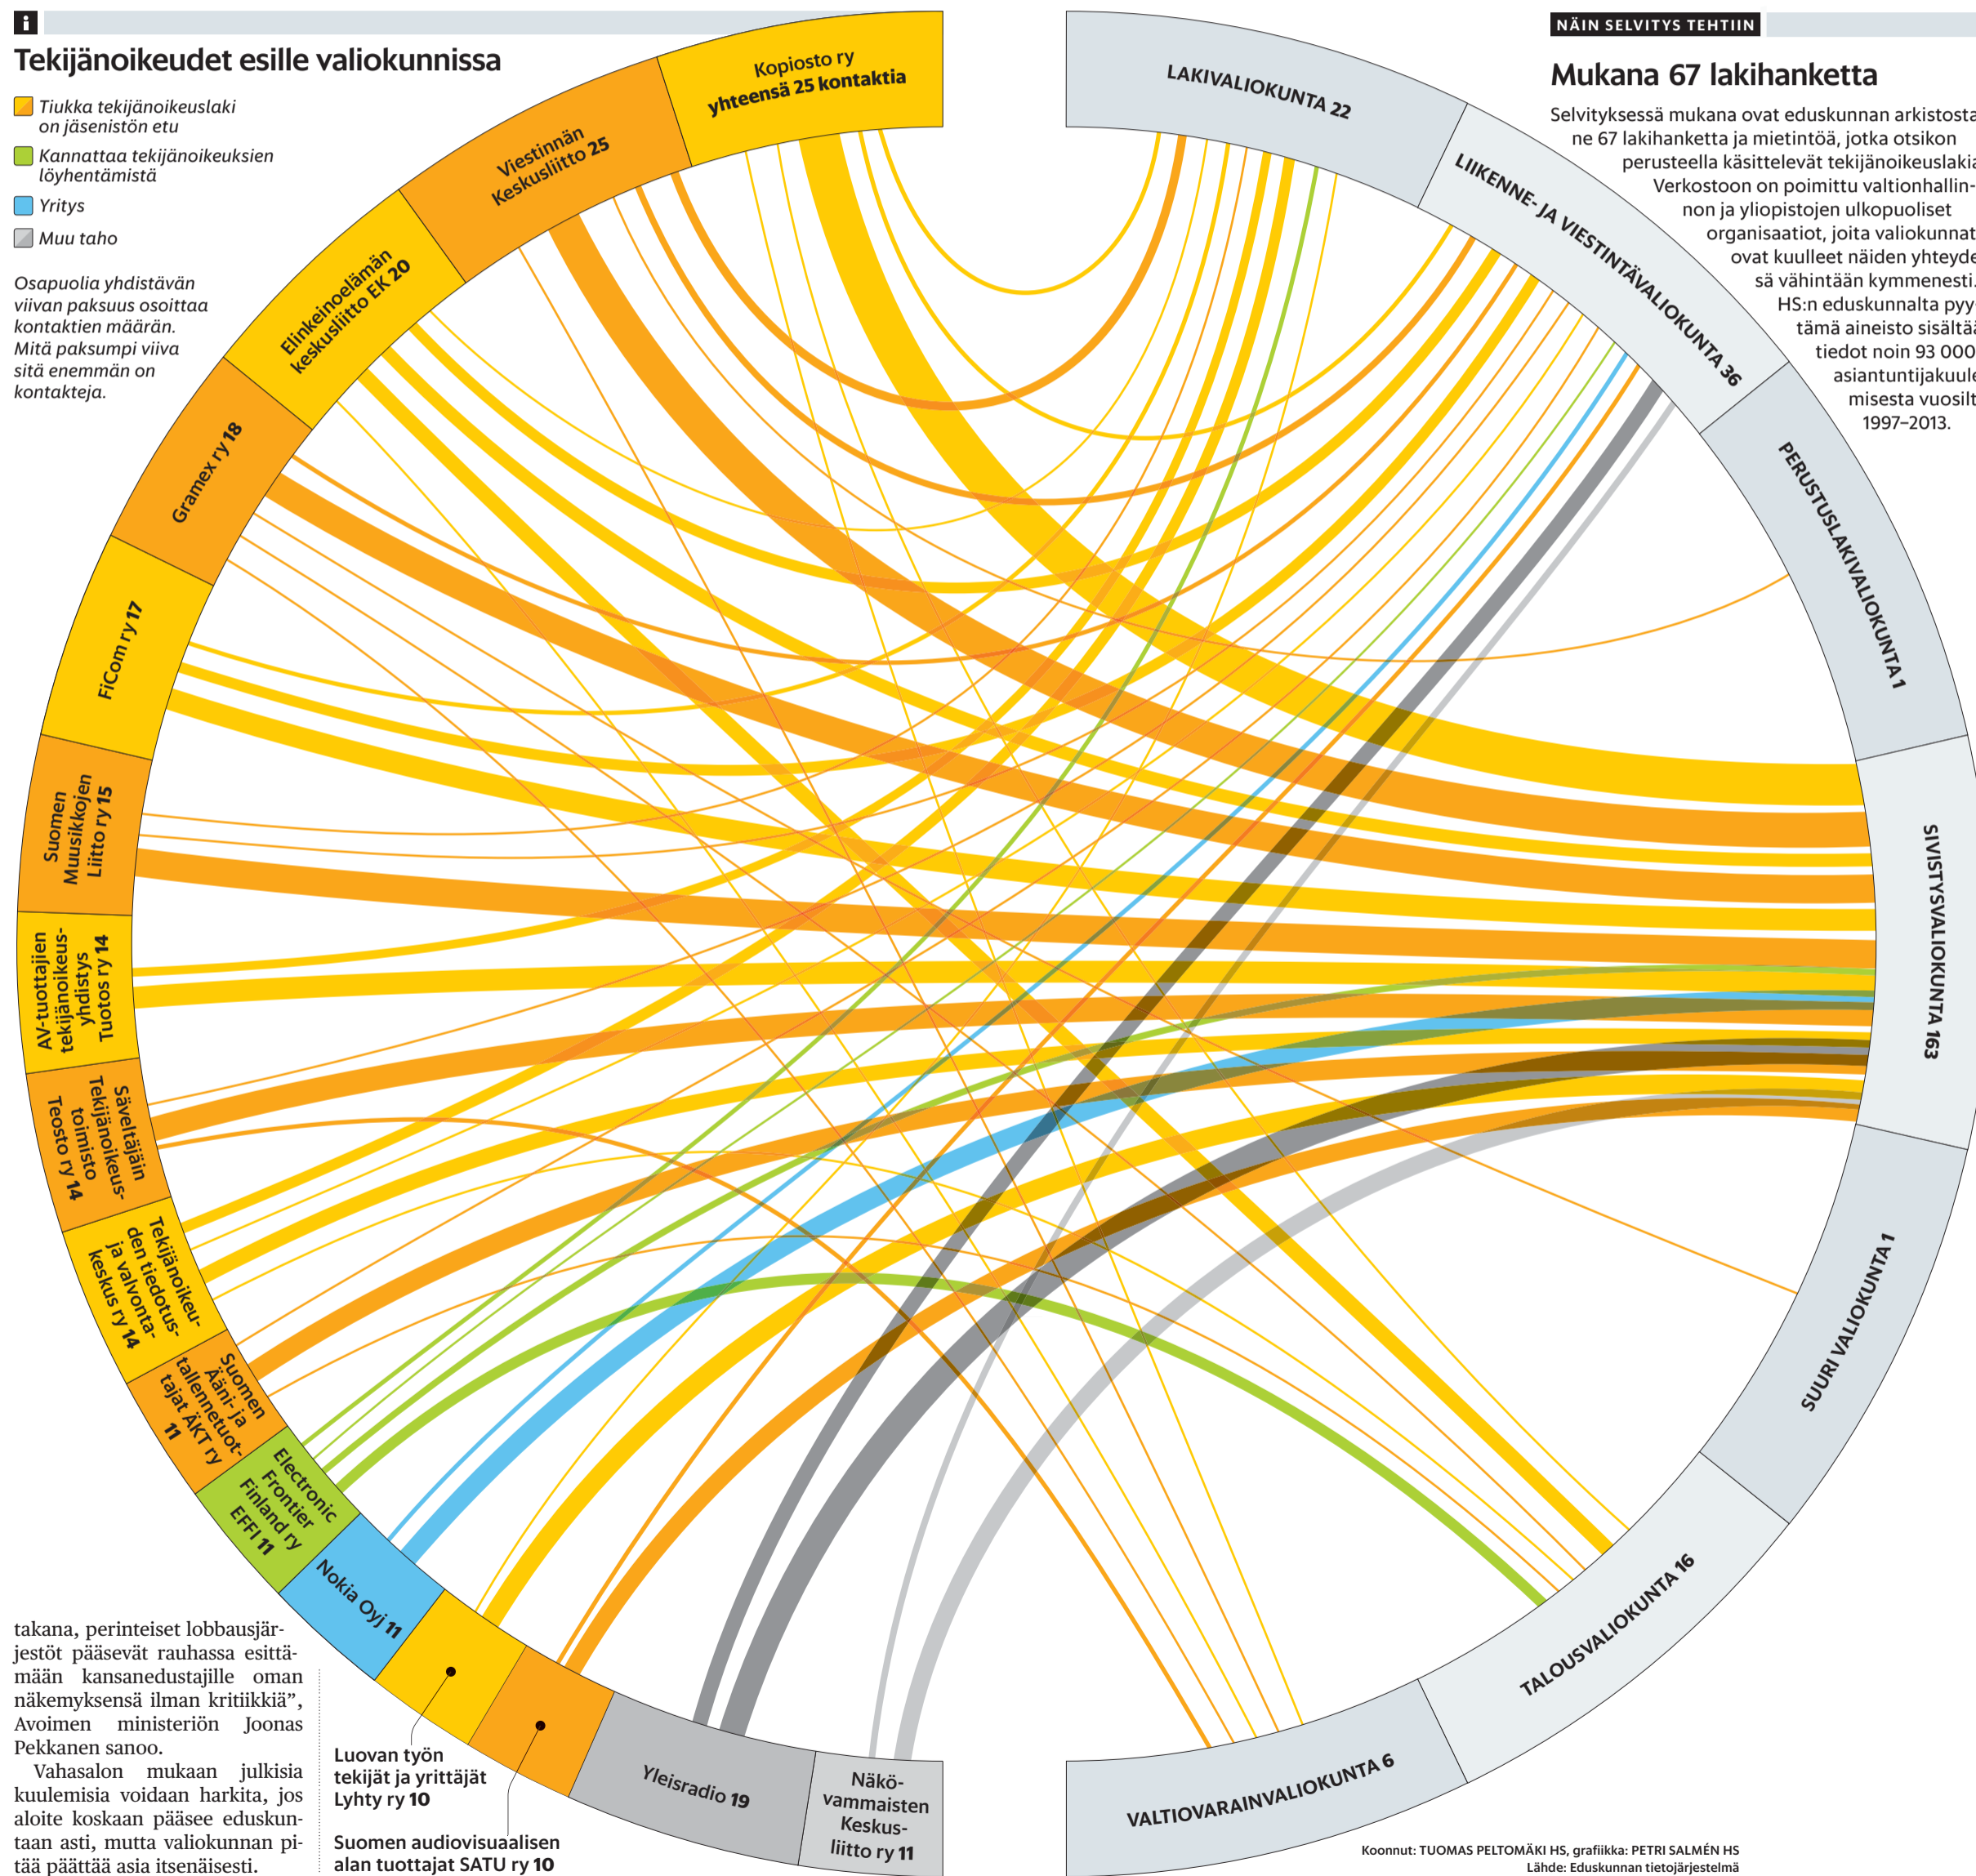 i
Tekijänoikeudet esille valiokunnissa
Tiukka tekijänoikeuslaki
on jäsenistön etu
Kannattaa tekijänoikeuksien
löyhentämistä
Yritys
Muu taho
Osapuolia yhdistävän
viivan paksuus osoittaa
kontaktien määrän.
Mitä paksumpi viiva
sitä enemmän on
kontakteja.
Kopiosto ry
yhteensä 25 kontaktia
Viestinnän
Keskusliitto 25
Elinkeinoelämän
keskusliitto EK 20
Gramex ry 18
FiCom ry 17
Suomen
Muusikkojen
Liitto ry 15
AV-tuottajien
tekijänoikeus-
yhdistys
Tuotos ry 14
Säveltäjäin
Tekijänoikeus-
toimisto
Teosto ry 14
Tekijänoikeu-
den tiedotus-
ja valvonta-
keskus ry 14
Suomen
Ääni- ja
tallennetuot-
tajat ÄKT ry
11
Electronic
Frontier
Finland ry
EFFI 11
Nokia Oyj 11
Luovan työn
tekijät ja yrittäjät
Lyhty ry 10
Suomen audiovisuaalisen
alan tuottajat SATU ry 10
Yleisradio 19
Näkö-
vammaisten
Keskus-
liitto ry 11
LAKIVALIOKUNTA 22
LIIKENNE- JA VIESTINTÄVALIOKUNTA 36
PERUSTUSLAKIVALIOKUNTA 1
SIVISTYSVALIOKUNTA 163
SUURI VALIOKUNTA 1
TALOUSVALIOKUNTA 16
VALTIOVARAINVALIOKUNTA 6
NÄIN SELVITYS TEHTIIN
Mukana 67 lakihanketta
Selvityksessä mukana ovat eduskunnan arkistosta
ne 67 lakihanketta ja mietintöä, jotka otsikon
perusteella käsittelevät tekijänoikeuslakia
Verkostoon on poimittu valtionhallin-
non ja yliopistojen ulkopuoliset
organisaatiot, joita valiokunnat
ovat kuulleet näiden yhteyde
sä vähintään kymmenesti.
HS:n eduskunnalta pyy-
tämä aineisto sisältää
tiedot noin 93 000
asiantuntijakuule
misesta vuosilt
1997–2013.
takana, perinteiset lobbausjär-
jestöt pääsevät rauhassa esittä-
mään kansanedustajille oman
näkemyksensä ilman kritiikkiä”,
Avoimen ministeriön Joonas
Pekkanen sanoo.
Vahasalon mukaan julkisia
kuulemisia voidaan harkita, jos
aloite koskaan pääsee eduskun-
taan asti, mutta valiokunnan pi-
tää päättää asia itsenäisesti.
Koonnut: TUOMAS PELTOMÄKI HS, grafiikka: PETRI SALMÉN HS
Lähde: Eduskunnan tietojärjestelmä